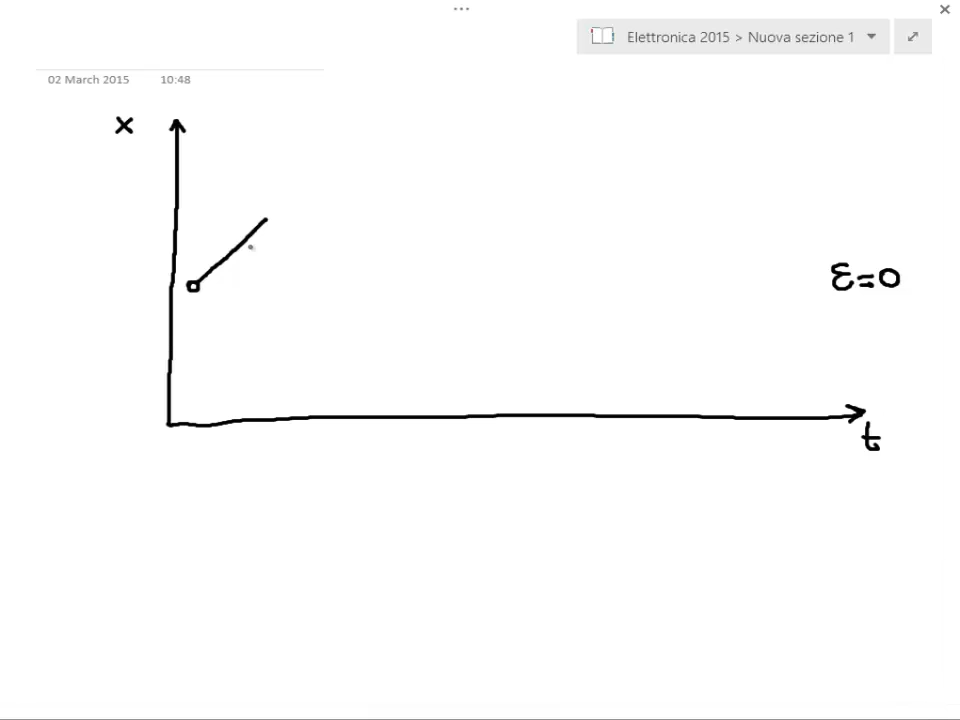 Elettronica 2015 > Nuova sezione 1
02 March 2015 10:48
x
ε=0
t